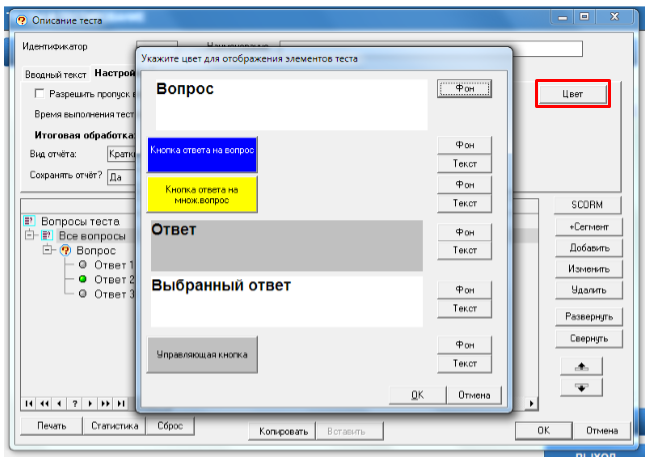 Описание теста
Идентификатор
Наименование
Укажите цвет для отображения элементов теста
Вводный текст Настрой
Разрешить пропуск в
Время выполнения тест
Итоговая обработка:
Вид отчёта: Кратки
Сохранять отчёт? Да
Цвет
Вопрос
Фон
Кнопка ответа на вопрос
Фон
Текст
Кнопка ответа на
множ.вопрос
Фон
Текст
Ответ
Фон
Текст
Выбранный ответ
Фон
Текст
Управляющая кнопка
Фон
Текст
OK Отмена
Вопросы теста
Все вопросы
Вопрос
Ответ 1
Ответ 2
Ответ 3
SCORM
+Сегмент
Добавить
Изменить
Удалить
Развернуть
Свернуть
Печать Статистика Сброс Копировать Вставить OK Отмена
ВЫХОД